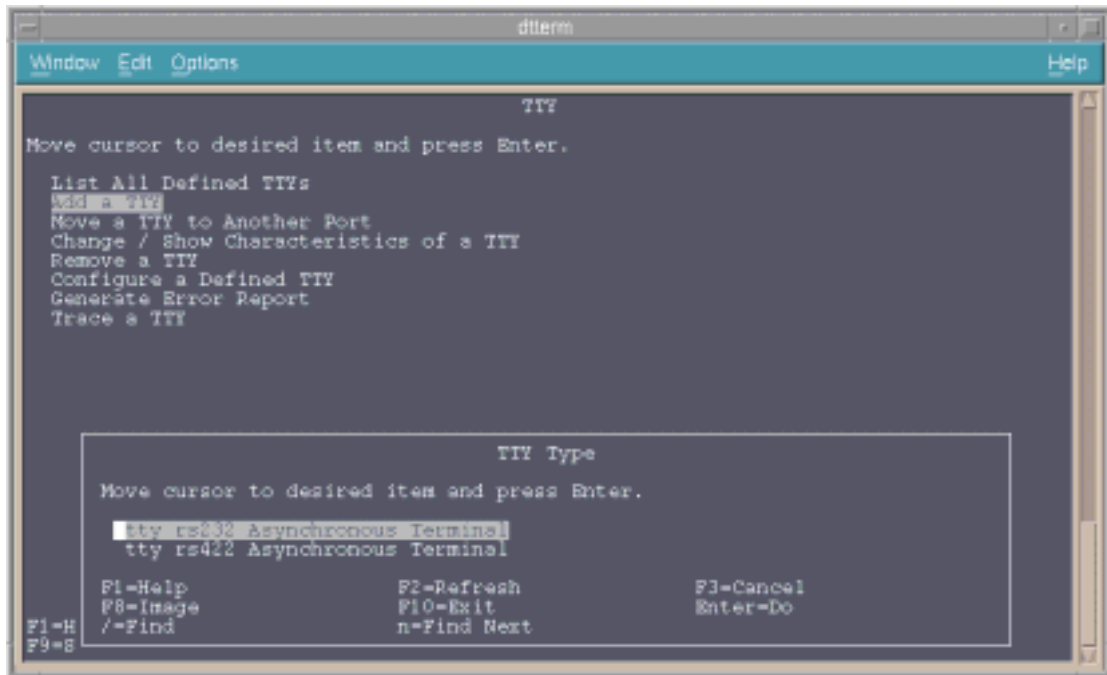 dtterm
Window Edit Options Help
TTY
Move cursor to desired item and press Enter.
List All Defined TTYs
Add a TTY
Move a TTY to Another Port
Change / Show Characteristics of a TTY
Remove a TTY
Configure a Defined TTY
Generate Error Report
Trace a TTY
TTY Type
Move cursor to desired item and press Enter.
tty rs232 Asynchronous Terminal
tty rs422 Asynchronous Terminal
F1=Help F2=Refresh F3=Cancel
F8=Image F10=Exit Enter=Do
F1=H /=Find n=Find Next
F9=S